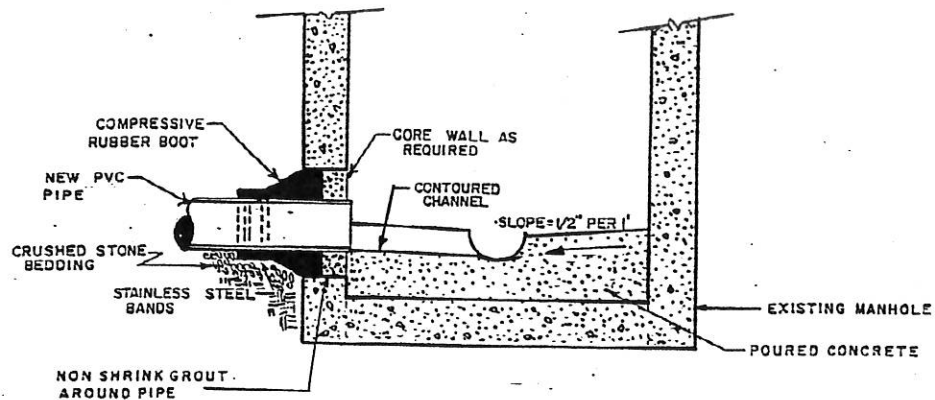 COMPRESSIVE
RUBBER BOOT
CORE WALL AS
REQUIRED
NEW PVC
PIPE
CONTOURED
CHANNEL
SLOPE=1/2" PER 1'
CRUSHED STONE
BEDDING
STAINLESS STEEL
BANDS
EXISTING MANHOLE
POURED CONCRETE
NON SHRINK GROUT
AROUND PIPE